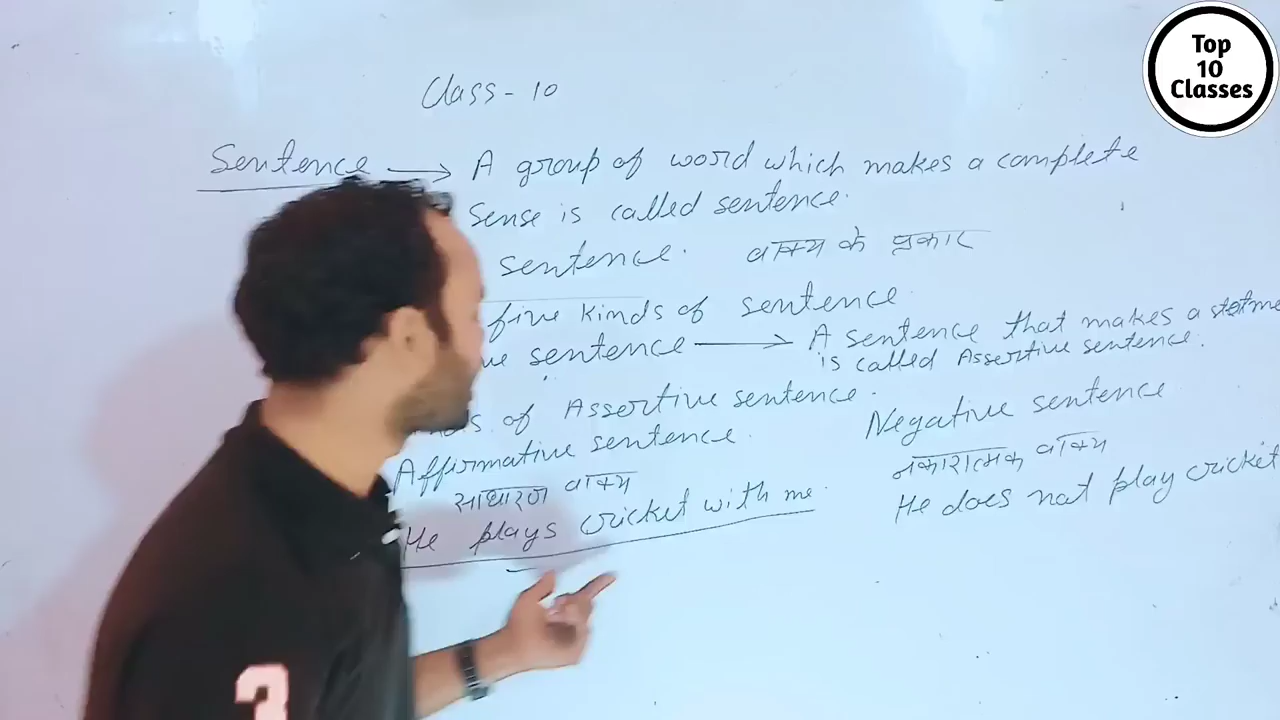 Top
10
Classes
Class - 10
Sentence → A group of word which makes a complete
Sense is called sentence.
sentence. वाक्य के प्रकार
five kinds of sentence.
sentence → A sentence that makes a
is called Assertive sentence.
of Assertive sentence.
Affirmative sentence. Negative sentence
साधारण वाक्य नकारात्मक वाक्य
He plays cricket with me. He does not play cricket
3